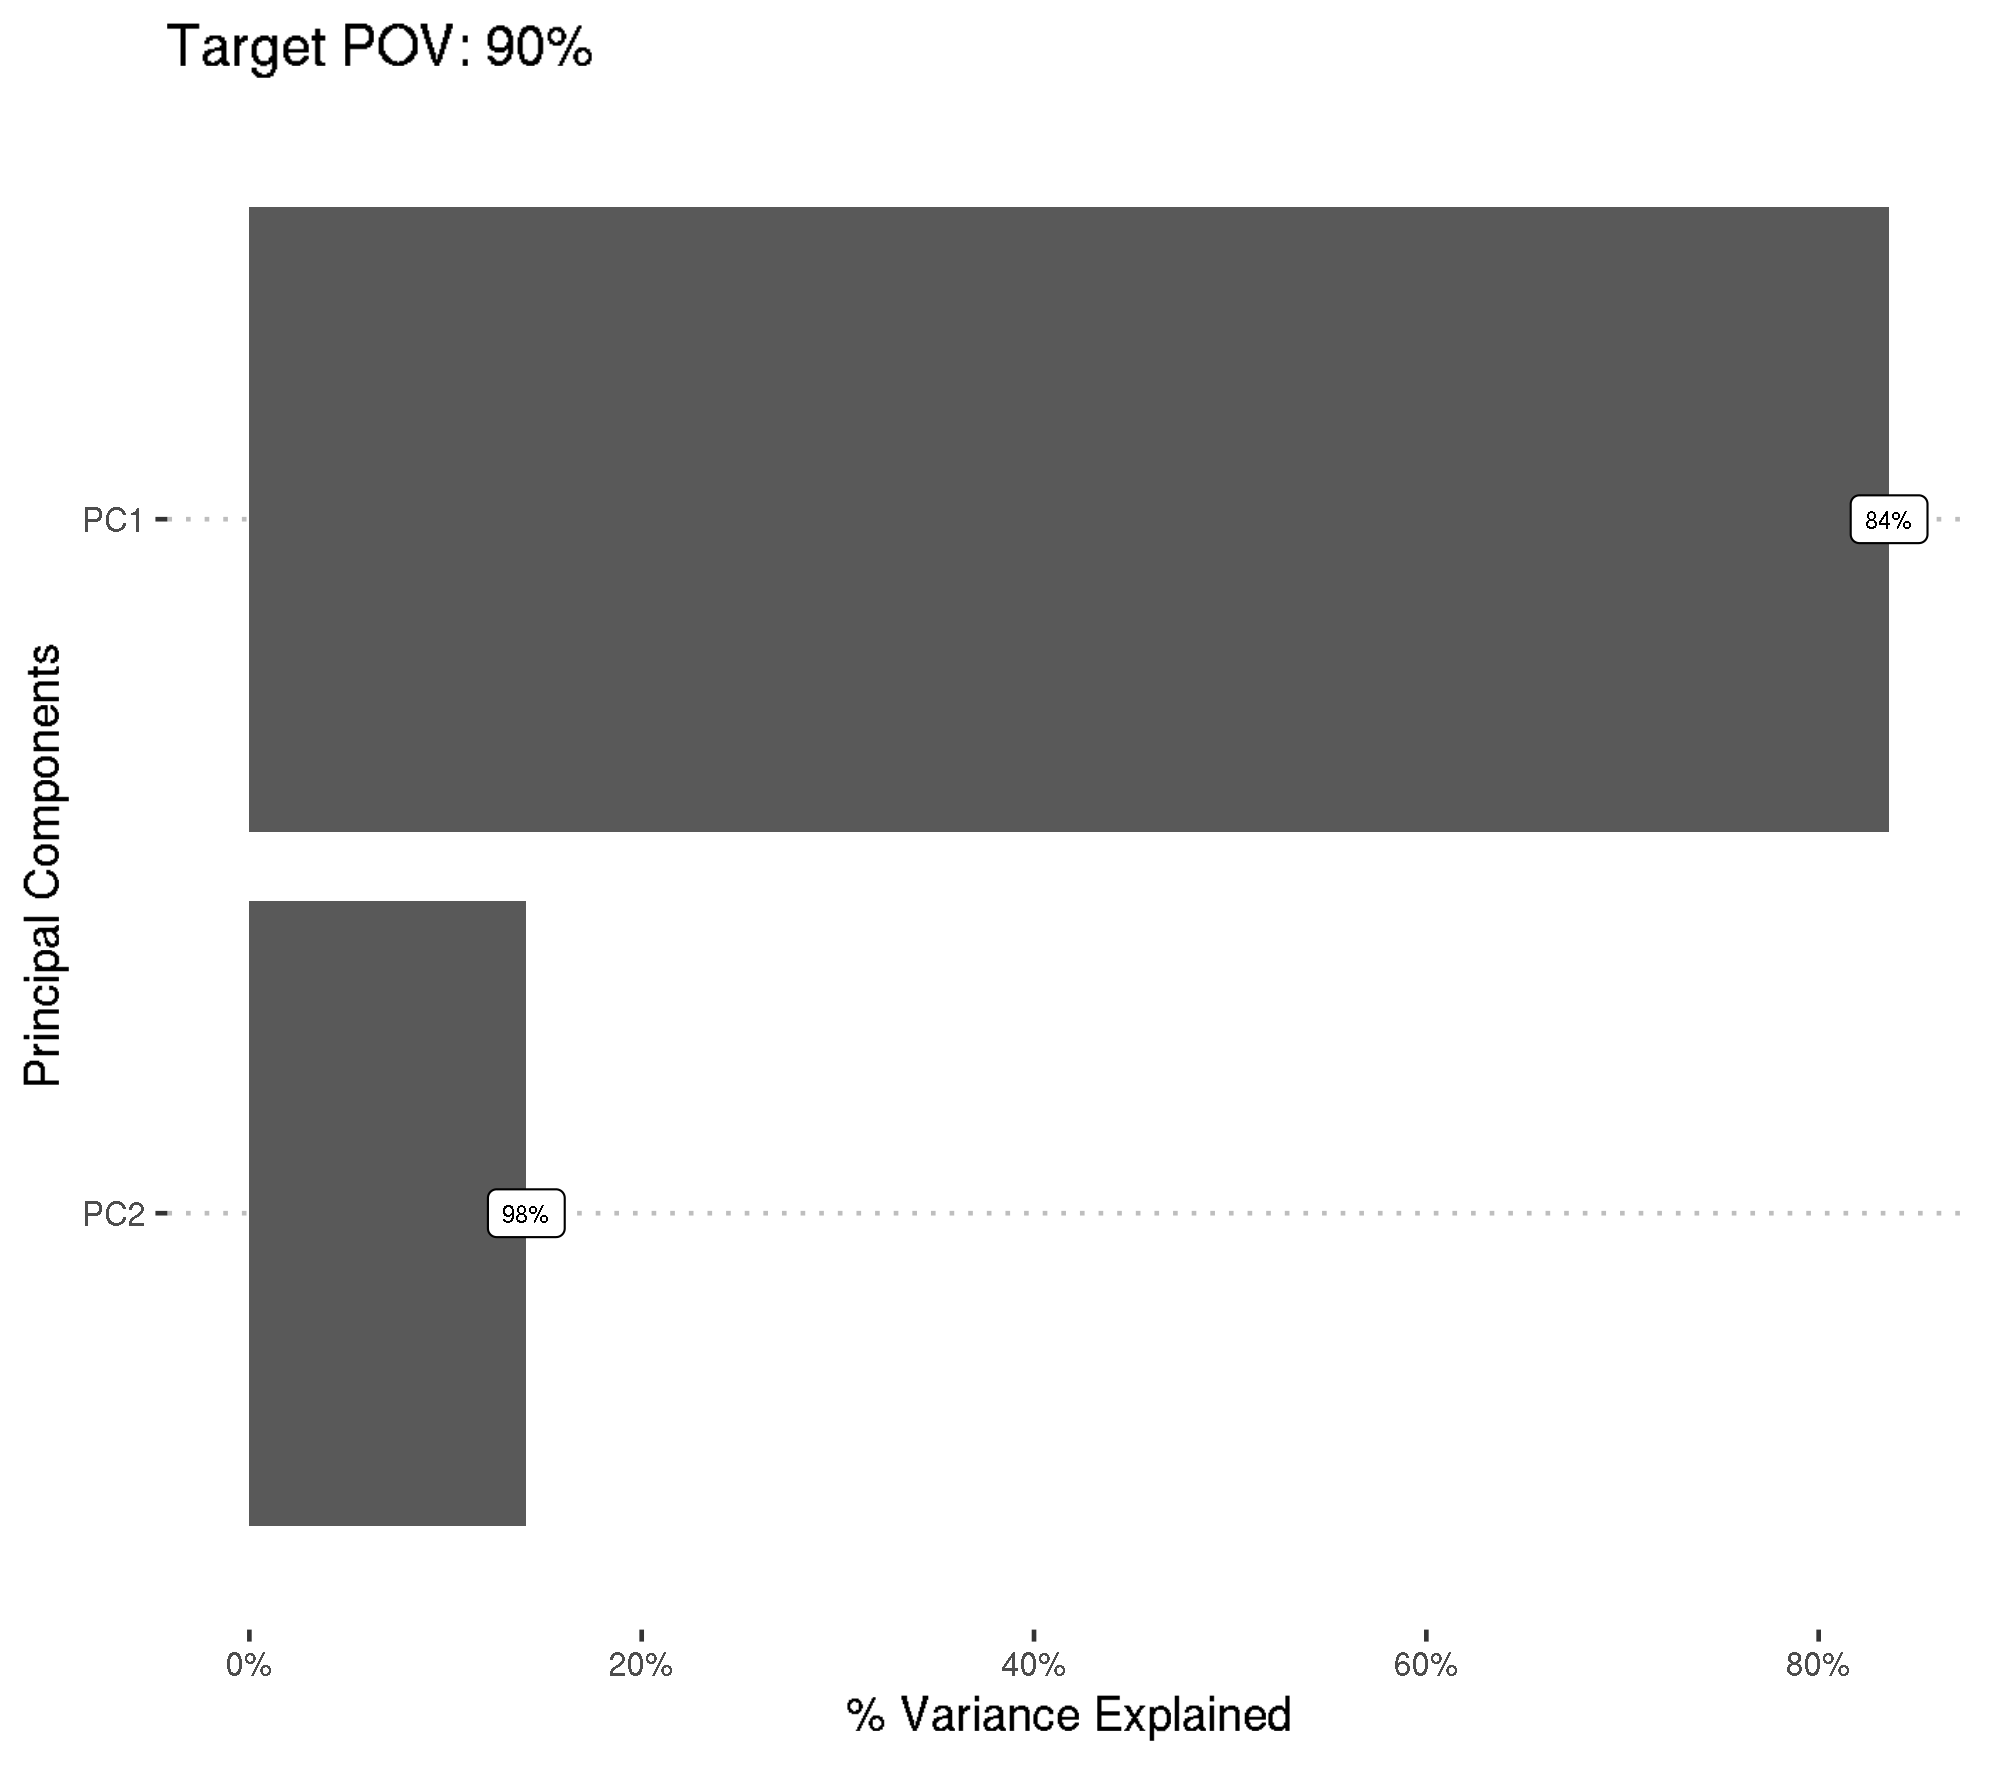 Target POV: 90%
PC1
84%
Principal Components
PC2
98%
0% 20% 40% 60% 80%
% Variance Explained